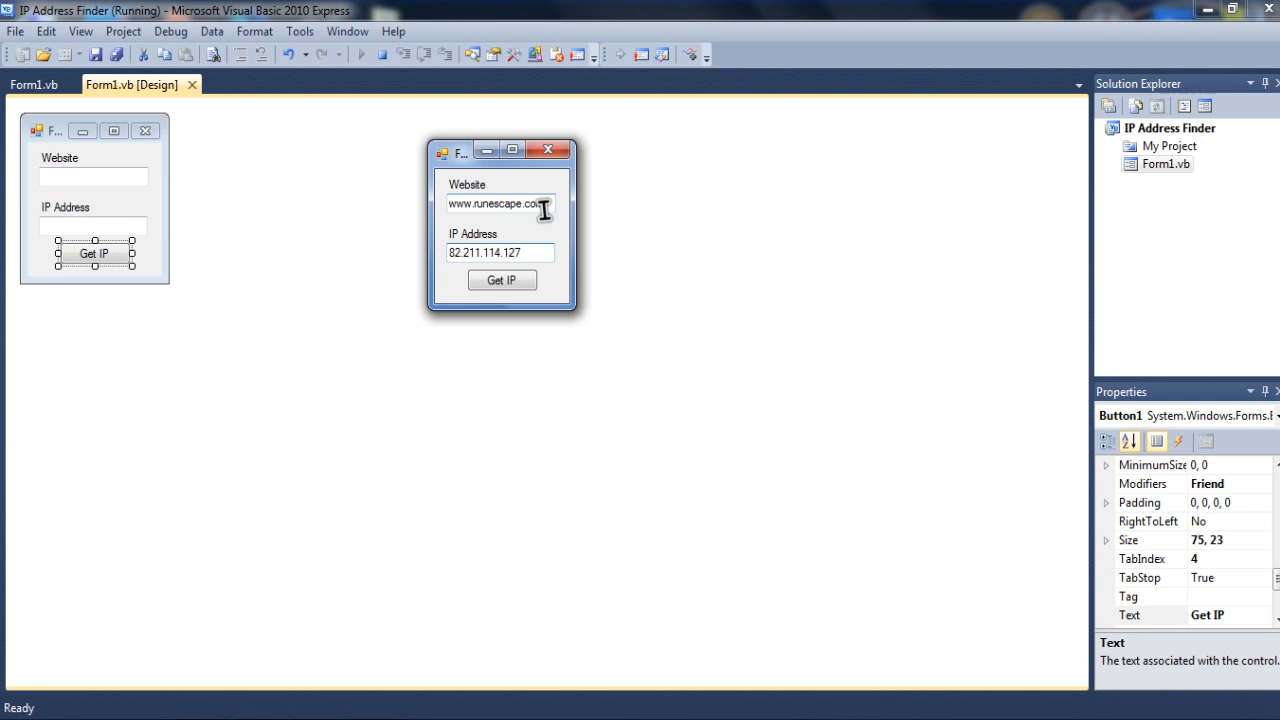 IP Address Finder (Running) - Microsoft Visual Basic 2010 Express
File Edit View Project Debug Data Format Tools Window Help
Form1.vb
Form1.vb [Design]
F...
Website
IP Address
Get IP
F...
Website
www.runescape.co
IP Address
82.211.114.127
Get IP
Solution Explorer
IP Address Finder
My Project
Form1.vb
Properties
Button1 System.Windows.Forms.B
MinimumSize 0, 0
Modifiers Friend
Padding 0, 0, 0, 0
RightToLeft No
Size 75, 23
TabIndex 4
TabStop True
Tag
Text Get IP
Text
The text associated with the control.
Ready